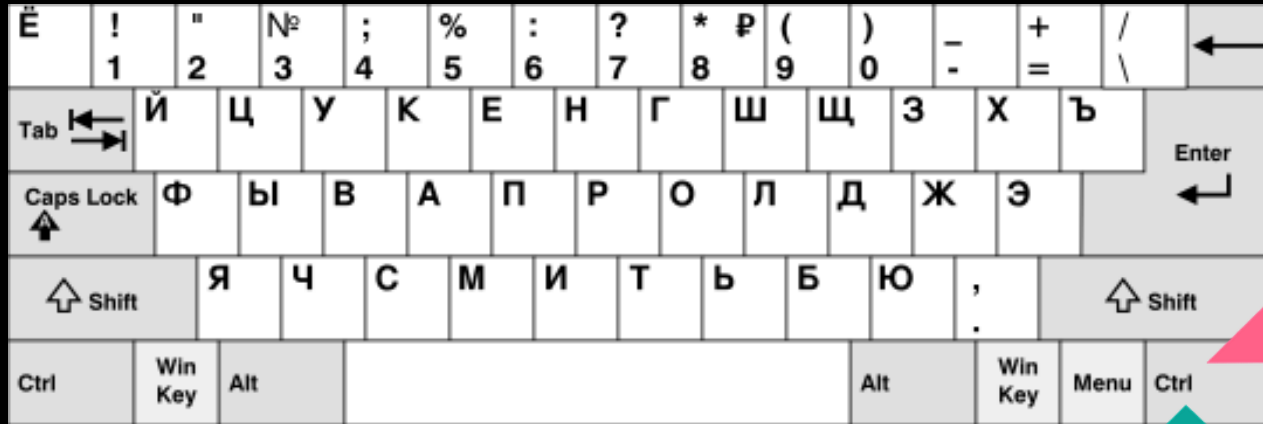 Ё ! " № ; % : ? * ₽ ( ) _ + /
1 2 3 4 5 6 7 8 9 0 - = \
Tab Й Ц У К Е Н Г Ш Щ З Х Ъ Enter
Caps Lock Ф Ы В А П Р О Л Д Ж Э
A
Shift Я Ч С М И Т Ь Б Ю , Shift
.
Ctrl Win Key Alt Alt Win Key Menu Ctrl